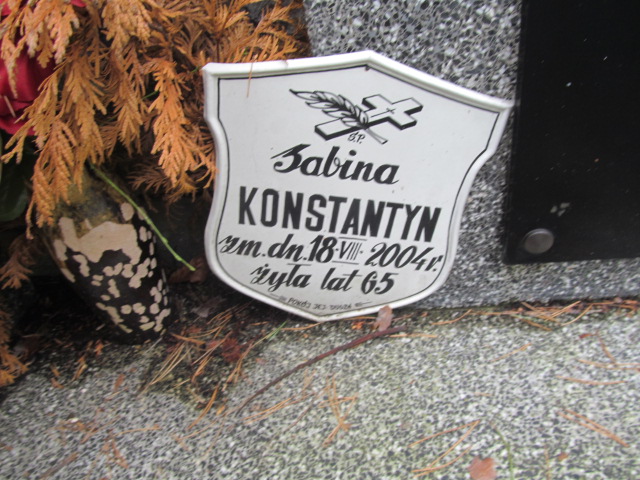 Ś.P.
Sabina
KONSTANTYN
zm. dn. 18·VIII·2004 r.
żyła lat 65